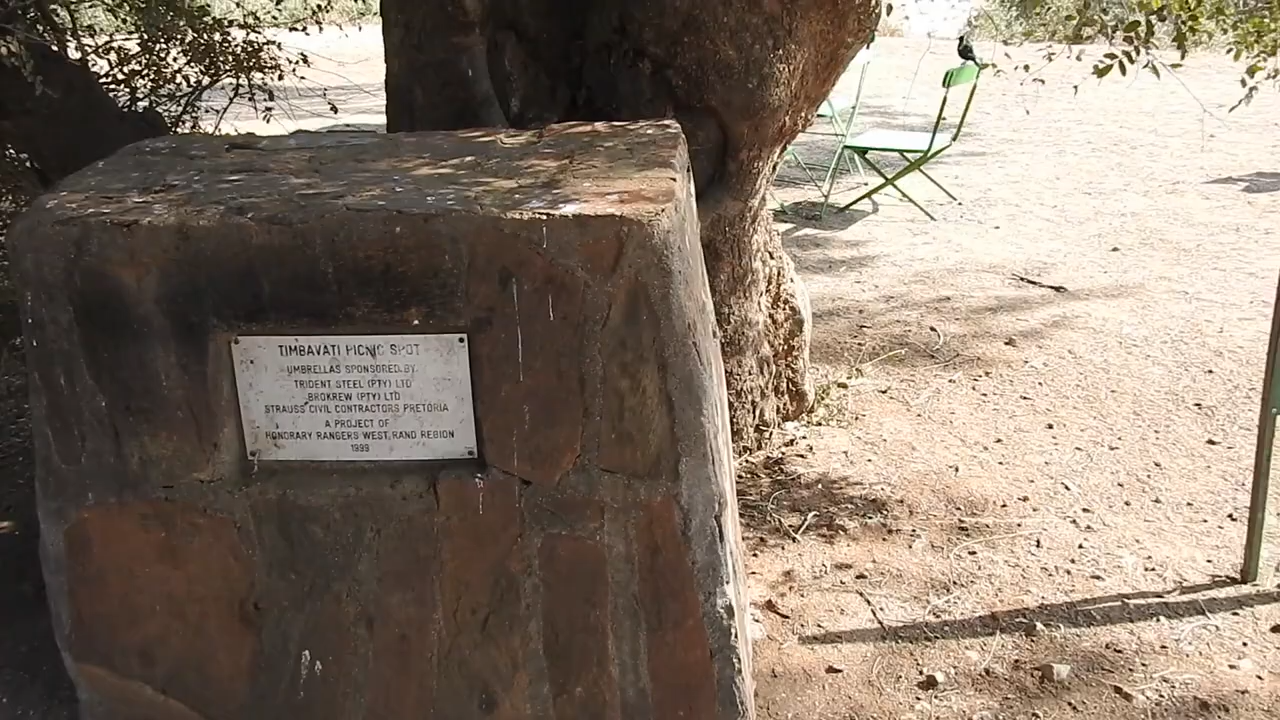 TIMBAVATI PICNIC SPOT
UMBRELLAS SPONSORED BY
TRIDENT STEEL (PTY) LTD
BROKREW (PTY) LTD
STRAUSS CIVIL CONTRACTORS PRETORIA
A PROJECT OF
HONORARY RANGERS WEST RAND REGION
1999